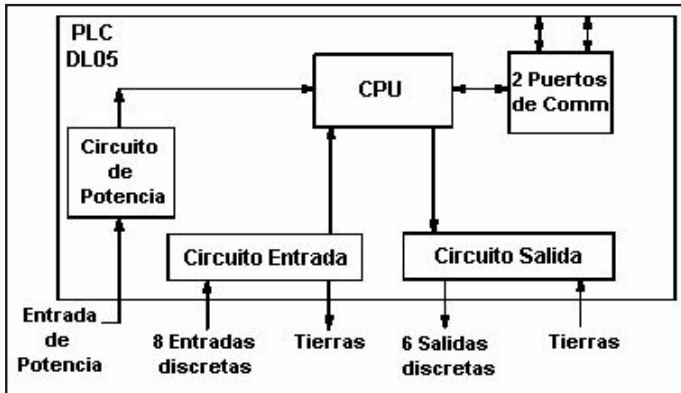 PLC
DL05
CPU
2 Puertos
de Comm
Circuito
de
Potencia
Circuito Entrada
Circuito Salida
Entrada
de
Potencia
8 Entradas
discretas
Tierras
6 Salidas
discretas
Tierras